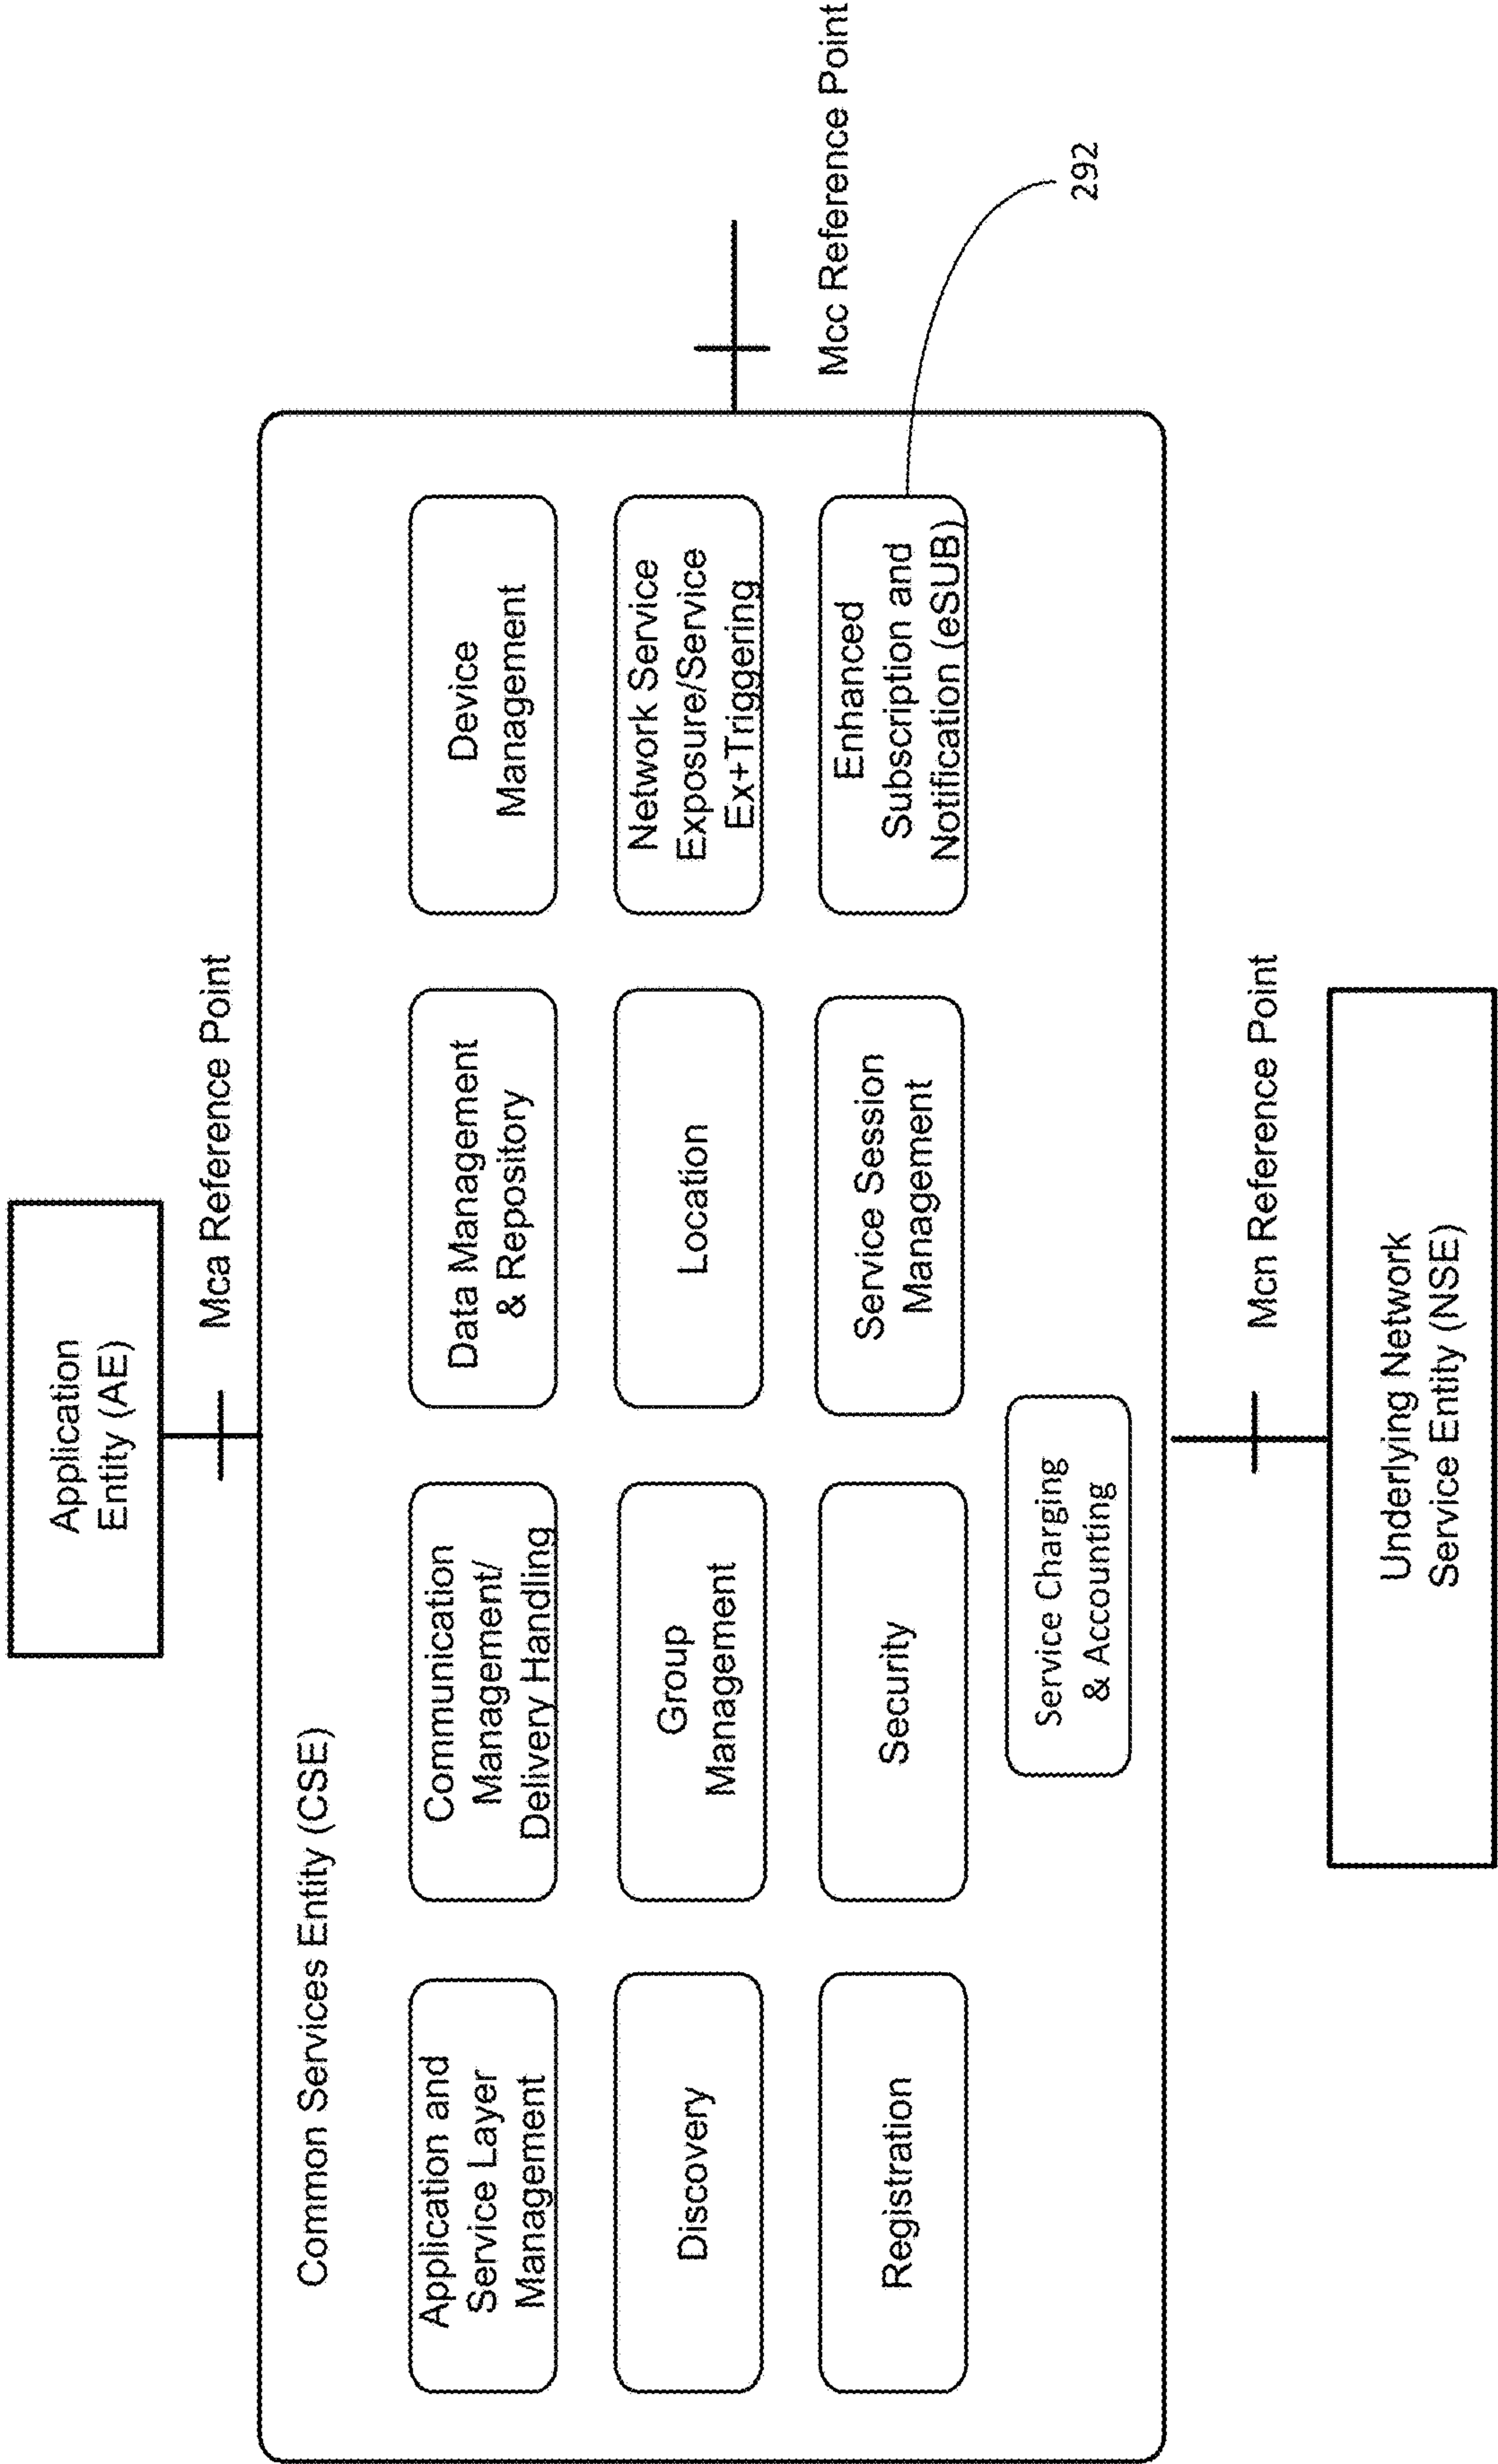 Application
Entity (AE)
Mca Reference Point
Common Services Entity (CSE)
Application and
Service Layer
Management
Communication
Management/
Delivery Handling
Data Management
& Repository
Device
Management
Discovery
Group
Management
Location
Network Service
Exposure/Service
Ex+Triggering
Registration
Security
Service Session
Management
Enhanced
Subscription and
Notification (eSUB)
Service Charging
& Accounting
Mcc Reference Point
292
Mcn Reference Point
Underlying Network
Service Entity (NSE)